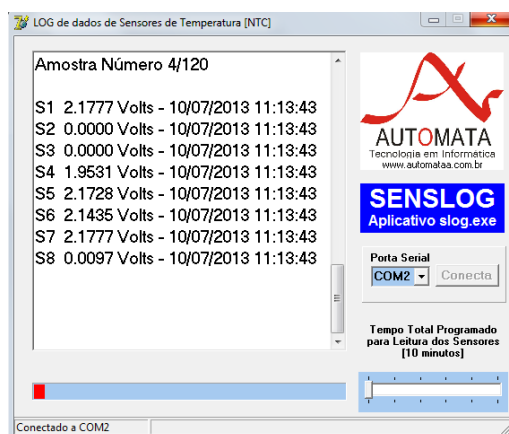 LOG de dados de Sensores de Temperatura [NTC]
Amostra Número 4/120
S1 2.1777 Volts - 10/07/2013 11:13:43
S2 0.0000 Volts - 10/07/2013 11:13:43
S3 0.0000 Volts - 10/07/2013 11:13:43
S4 1.9531 Volts - 10/07/2013 11:13:43
S5 2.1728 Volts - 10/07/2013 11:13:43
S6 2.1435 Volts - 10/07/2013 11:13:43
S7 2.1777 Volts - 10/07/2013 11:13:43
S8 0.0097 Volts - 10/07/2013 11:13:43
AUTOMATA
Tecnologia em Informática
www.automataa.com.br
SENSLOG
Aplicativo slog.exe
Porta Serial
COM2 Conecta
Tempo Total Programado
para Leitura dos Sensores
[10 minutos]
Conectado a COM2